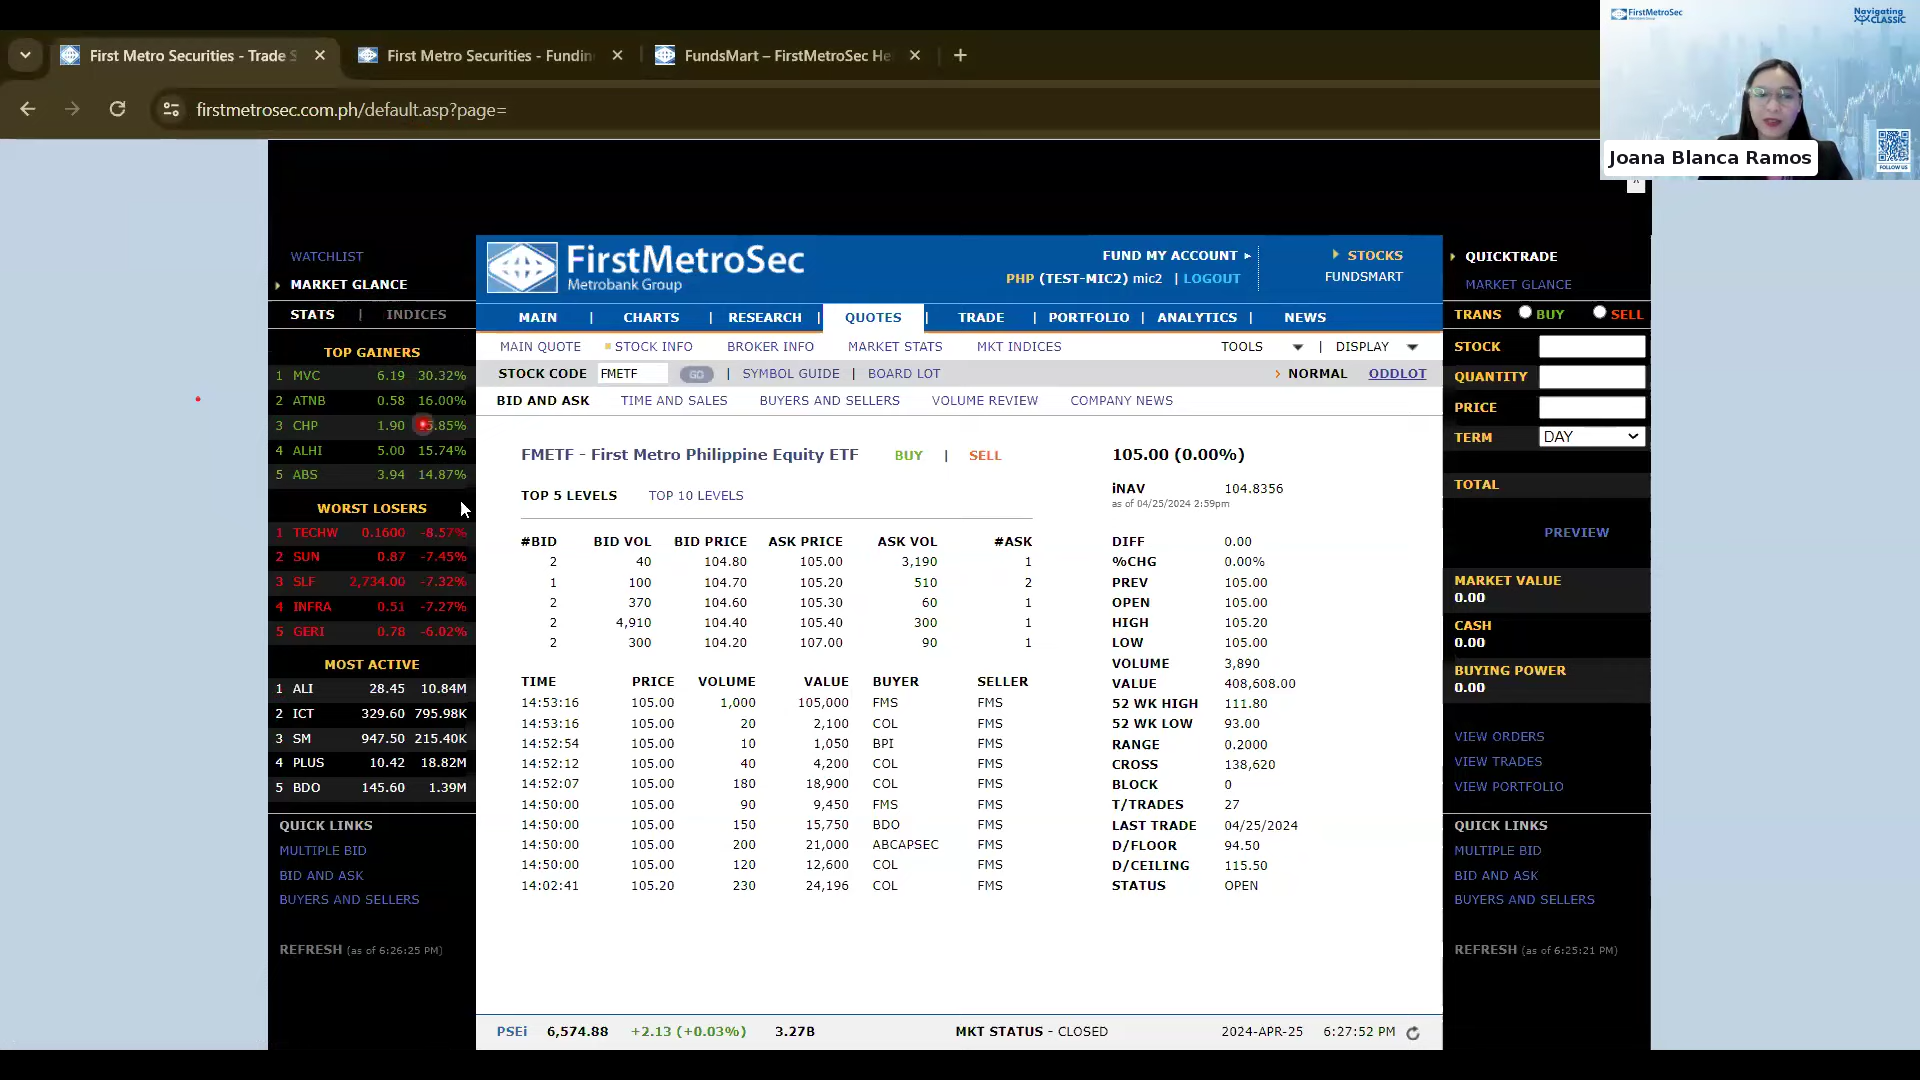 First Metro Securities - Trade S
First Metro Securities - Fundin
FundsMart – FirstMetroSec He
firstmetrosec.com.ph/default.asp?page=
FirstMetroSec
Navigating
CLASSIC
FOLLOW US
Joana Blanca Ramos
WATCHLIST
MARKET GLANCE
STATS | INDICES
TOP GAINERS
1 MVC 6.19 30.32%
2 ATNB 0.58 16.00%
3 CHP 1.90 5.85%
4 ALHI 5.00 15.74%
5 ABS 3.94 14.87%
WORST LOSERS
1 TECHW 0.1600 -8.57%
2 SUN 0.87 -7.45%
3 SLF 2,734.00 -7.32%
4 INFRA 0.51 -7.27%
5 GERI 0.78 -6.02%
MOST ACTIVE
1 ALI 28.45 10.84M
2 ICT 329.60 795.98K
3 SM 947.50 215.40K
4 PLUS 10.42 18.82M
5 BDO 145.60 1.39M
QUICK LINKS
MULTIPLE BID
BID AND ASK
BUYERS AND SELLERS
REFRESH (as of 6:26:25 PM)
FirstMetroSec
Metrobank Group
FUND MY ACCOUNT
PHP (TEST-MIC2) mic2 | LOGOUT
STOCKS
FUNDSMART
MAIN | CHARTS | RESEARCH | QUOTES | TRADE | PORTFOLIO | ANALYTICS | NEWS
MAIN QUOTE STOCK INFO BROKER INFO MARKET STATS MKT INDICES TOOLS | DISPLAY
STOCK CODE FMETF GO | SYMBOL GUIDE | BOARD LOT NORMAL ODDLOT
BID AND ASK TIME AND SALES BUYERS AND SELLERS VOLUME REVIEW COMPANY NEWS
FMETF - First Metro Philippine Equity ETF BUY | SELL
TOP 5 LEVELS TOP 10 LEVELS
#BID BID VOL BID PRICE ASK PRICE ASK VOL #ASK
2 40 104.80 105.00 3,190 1
1 100 104.70 105.20 510 2
2 370 104.60 105.30 60 1
2 4,910 104.40 105.40 300 1
2 300 104.20 107.00 90 1
TIME PRICE VOLUME VALUE BUYER SELLER
14:53:16 105.00 1,000 105,000 FMS FMS
14:53:16 105.00 20 2,100 COL FMS
14:52:54 105.00 10 1,050 BPI FMS
14:52:12 105.00 40 4,200 COL FMS
14:52:07 105.00 180 18,900 COL FMS
14:50:00 105.00 90 9,450 FMS FMS
14:50:00 105.00 150 15,750 BDO FMS
14:50:00 105.00 200 21,000 ABCAPSEC FMS
14:50:00 105.00 120 12,600 COL FMS
14:02:41 105.20 230 24,196 COL FMS
105.00 (0.00%)
iNAV 104.8356
as of 04/25/2024 2:59pm
DIFF 0.00
%CHG 0.00%
PREV 105.00
OPEN 105.00
HIGH 105.20
LOW 105.00
VOLUME 3,890
VALUE 408,608.00
52 WK HIGH 111.80
52 WK LOW 93.00
RANGE 0.2000
CROSS 138,620
BLOCK 0
T/TRADES 27
LAST TRADE 04/25/2024
D/FLOOR 94.50
D/CEILING 115.50
STATUS OPEN
PSEi 6,574.88 +2.13 (+0.03%) 3.27B MKT STATUS - CLOSED 2024-APR-25 6:27:52 PM
QUICKTRADE
MARKET GLANCE
TRANS BUY SELL
STOCK
QUANTITY
PRICE
TERM DAY
TOTAL
PREVIEW
MARKET VALUE
0.00
CASH
0.00
BUYING POWER
0.00
VIEW ORDERS
VIEW TRADES
VIEW PORTFOLIO
QUICK LINKS
MULTIPLE BID
BID AND ASK
BUYERS AND SELLERS
REFRESH (as of 6:25:21 PM)